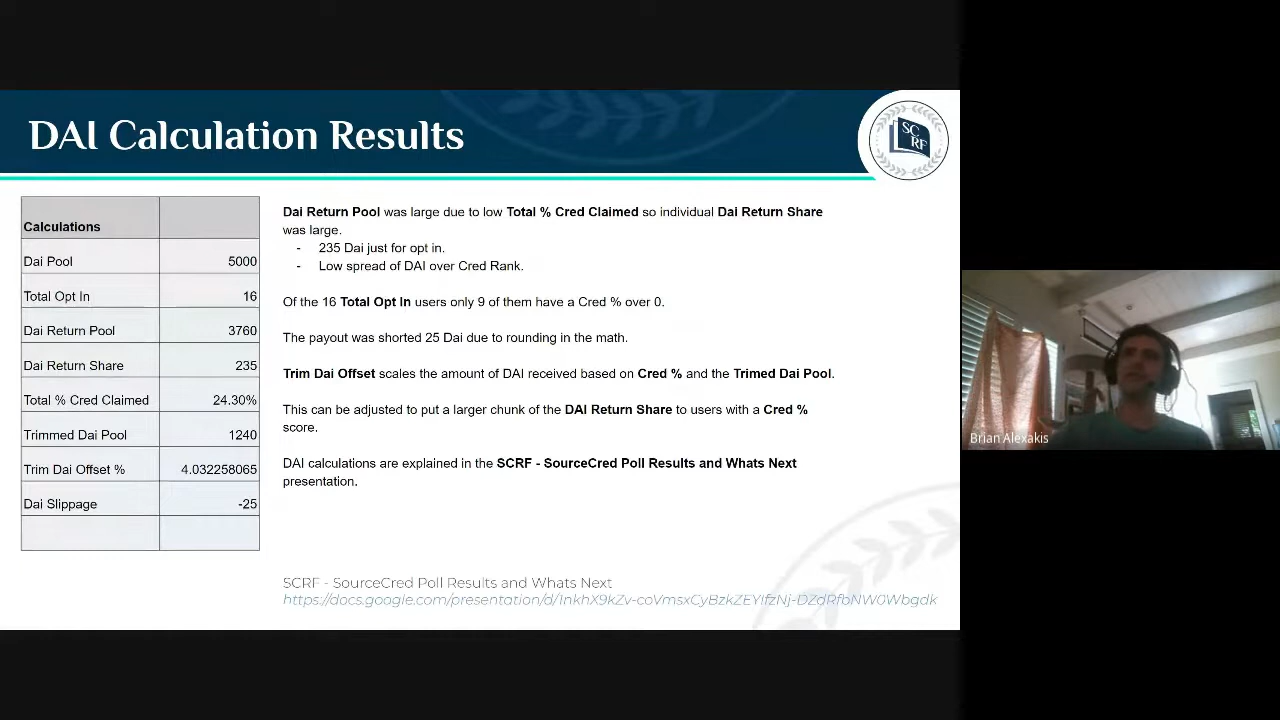 DAI Calculation Results
SC
RF
Calculations
Dai Pool 5000
Total Opt In 16
Dai Return Pool 3760
Dai Return Share 235
Total % Cred Claimed 24.30%
Trimmed Dai Pool 1240
Trim Dai Offset % 4.032258065
Dai Slippage -25
Dai Return Pool was large due to low Total % Cred Claimed so individual Dai Return Share
was large.
- 235 Dai just for opt in.
- Low spread of DAI over Cred Rank.
Of the 16 Total Opt In users only 9 of them have a Cred % over 0.
The payout was shorted 25 Dai due to rounding in the math.
Trim Dai Offset scales the amount of DAI received based on Cred % and the Trimed Dai Pool.
This can be adjusted to put a larger chunk of the DAI Return Share to users with a Cred %
score.
DAI calculations are explained in the SCRF - SourceCred Poll Results and Whats Next
presentation.
SCRF - SourceCred Poll Results and Whats Next
Brian Alexakis